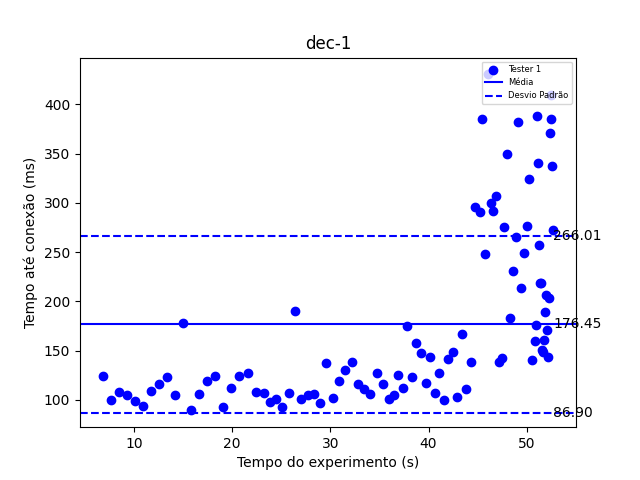 dec-1
Tester 1
Média
Desvio Padrão
400
350
300
250
200
150
100
266.01
176.45
86.90
Tempo até conexão (ms)
10 20 30 40 50
Tempo do experimento (s)